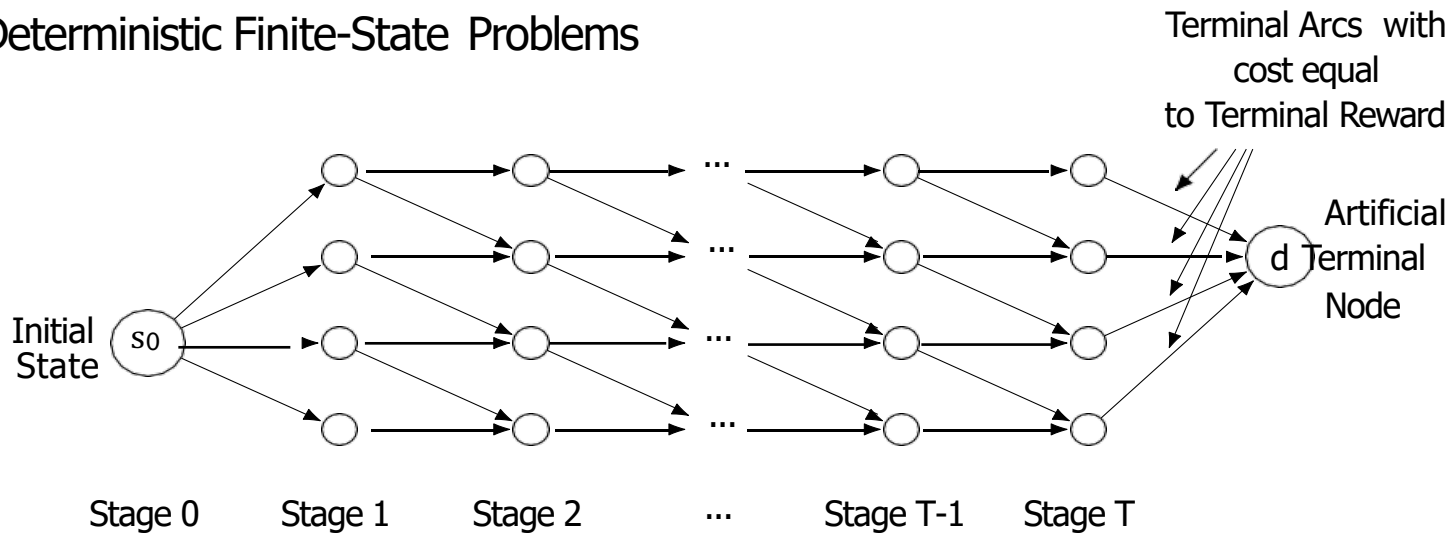 Deterministic Finite-State Problems
Terminal Arcs with
cost equal
to Terminal Reward
...
Artificial
...
d Terminal
Node
Initial
State
s0
...
...
Stage 0 Stage 1 Stage 2 ... Stage T-1 Stage T